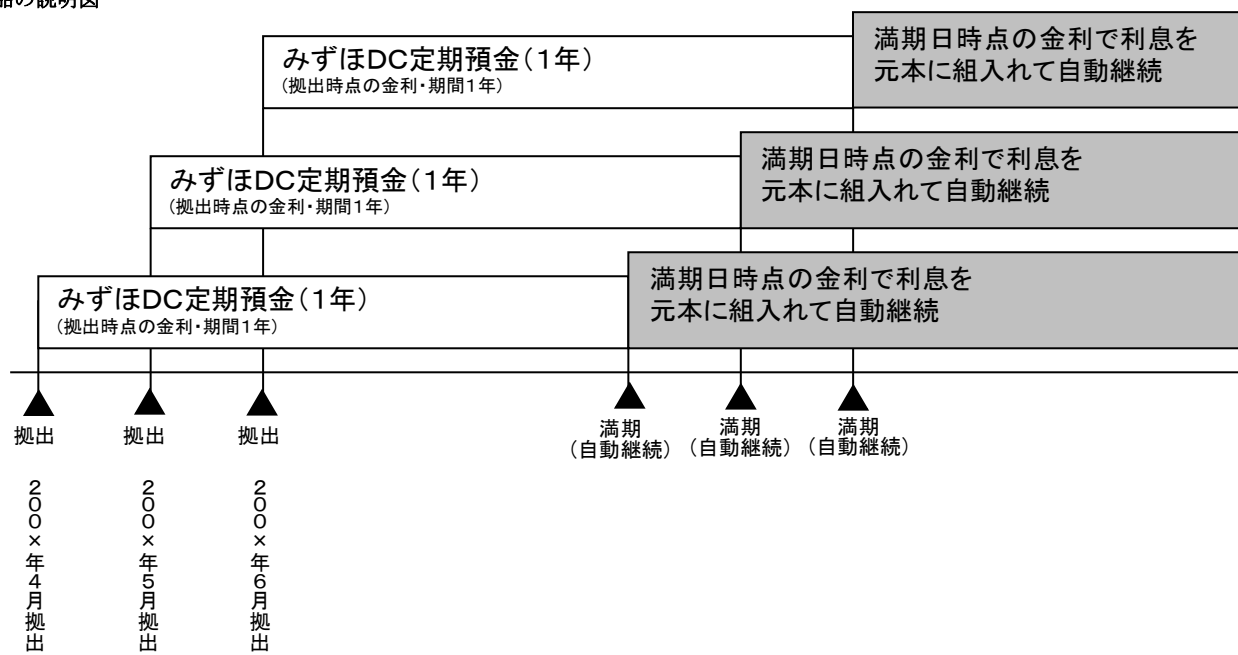 の説明図
みずほDC定期預金(1年)
(拠出時点の金利・期間1年)
満期日時点の金利で利息を
元本に組入れて自動継続
みずほDC定期預金(1年)
(拠出時点の金利・期間1年)
満期日時点の金利で利息を
元本に組入れて自動継続
みずほDC定期預金(1年)
(拠出時点の金利・期間1年)
満期日時点の金利で利息を
元本に組入れて自動継続
拠出
拠出
拠出
満期
(自動継続)
満期
(自動継続)
満期
(自動継続)
200×年4月拠出
200×年5月拠出
200×年6月拠出